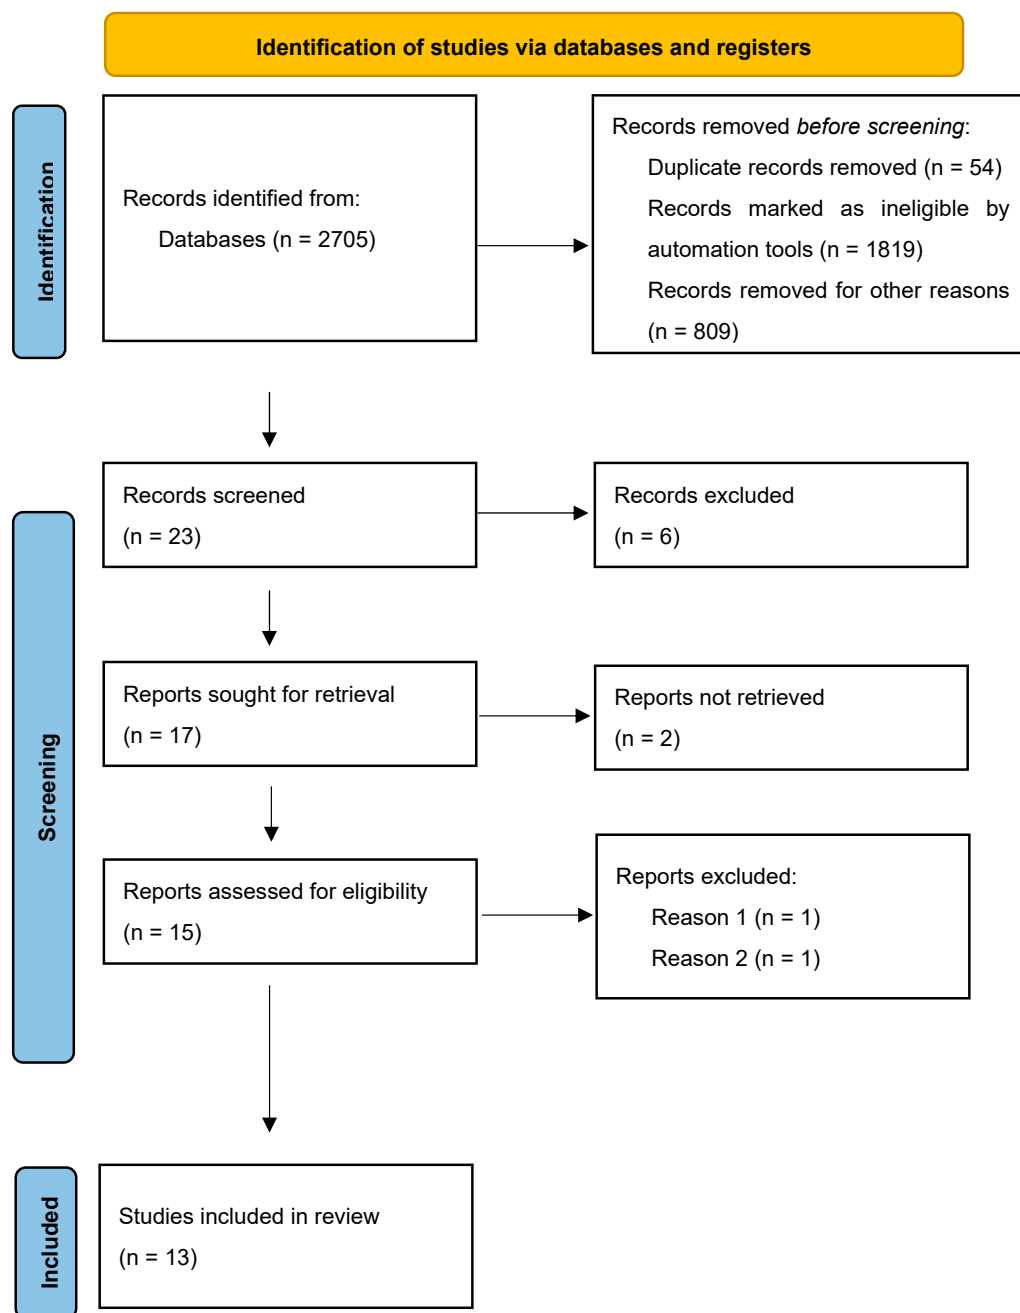 Identification of studies via databases and registers
Identification
Records identified from:
Databases (n = 2705)
Records removed before screening:
Duplicate records removed (n = 54)
Records marked as ineligible by
automation tools (n = 1819)
Records removed for other reasons
(n = 809)
Screening
Records screened
(n = 23)
Records excluded
(n = 6)
Reports sought for retrieval
(n = 17)
Reports not retrieved
(n = 2)
Reports assessed for eligibility
(n = 15)
Reports excluded:
Reason 1 (n = 1)
Reason 2 (n = 1)
Included
Studies included in review
(n = 13)